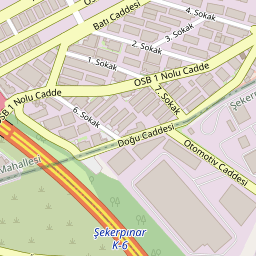 Batı Caddesi
4. Sokak
3. Sokak
2. Sokak
1. Sokak
OSB 1 Nolu Cadde
7. Sokak
OSB 1 Nolu Cadde
6. Sokak
Doğu Caddesi
Otomotiv Caddesi
Mahallesi
Şekerpınar
K-6